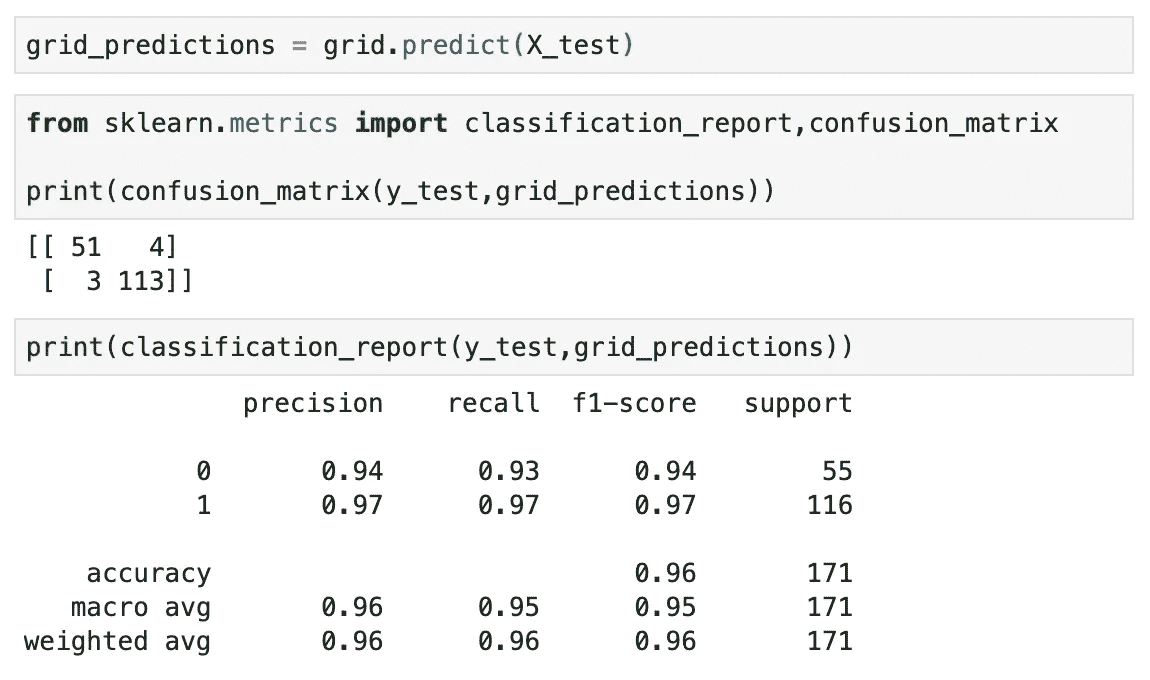 grid_predictions = grid.predict(X_test)
from sklearn.metrics import classification_report,confusion_matrix
print(confusion_matrix(y_test,grid_predictions))
[[ 51   4]
 [  3 113]]
print(classification_report(y_test,grid_predictions))
              precision    recall  f1-score   support
           0       0.94      0.93      0.94        55
           1       0.97      0.97      0.97       116
    accuracy                           0.96       171
   macro avg       0.96      0.95      0.95       171
weighted avg       0.96      0.96      0.96       171